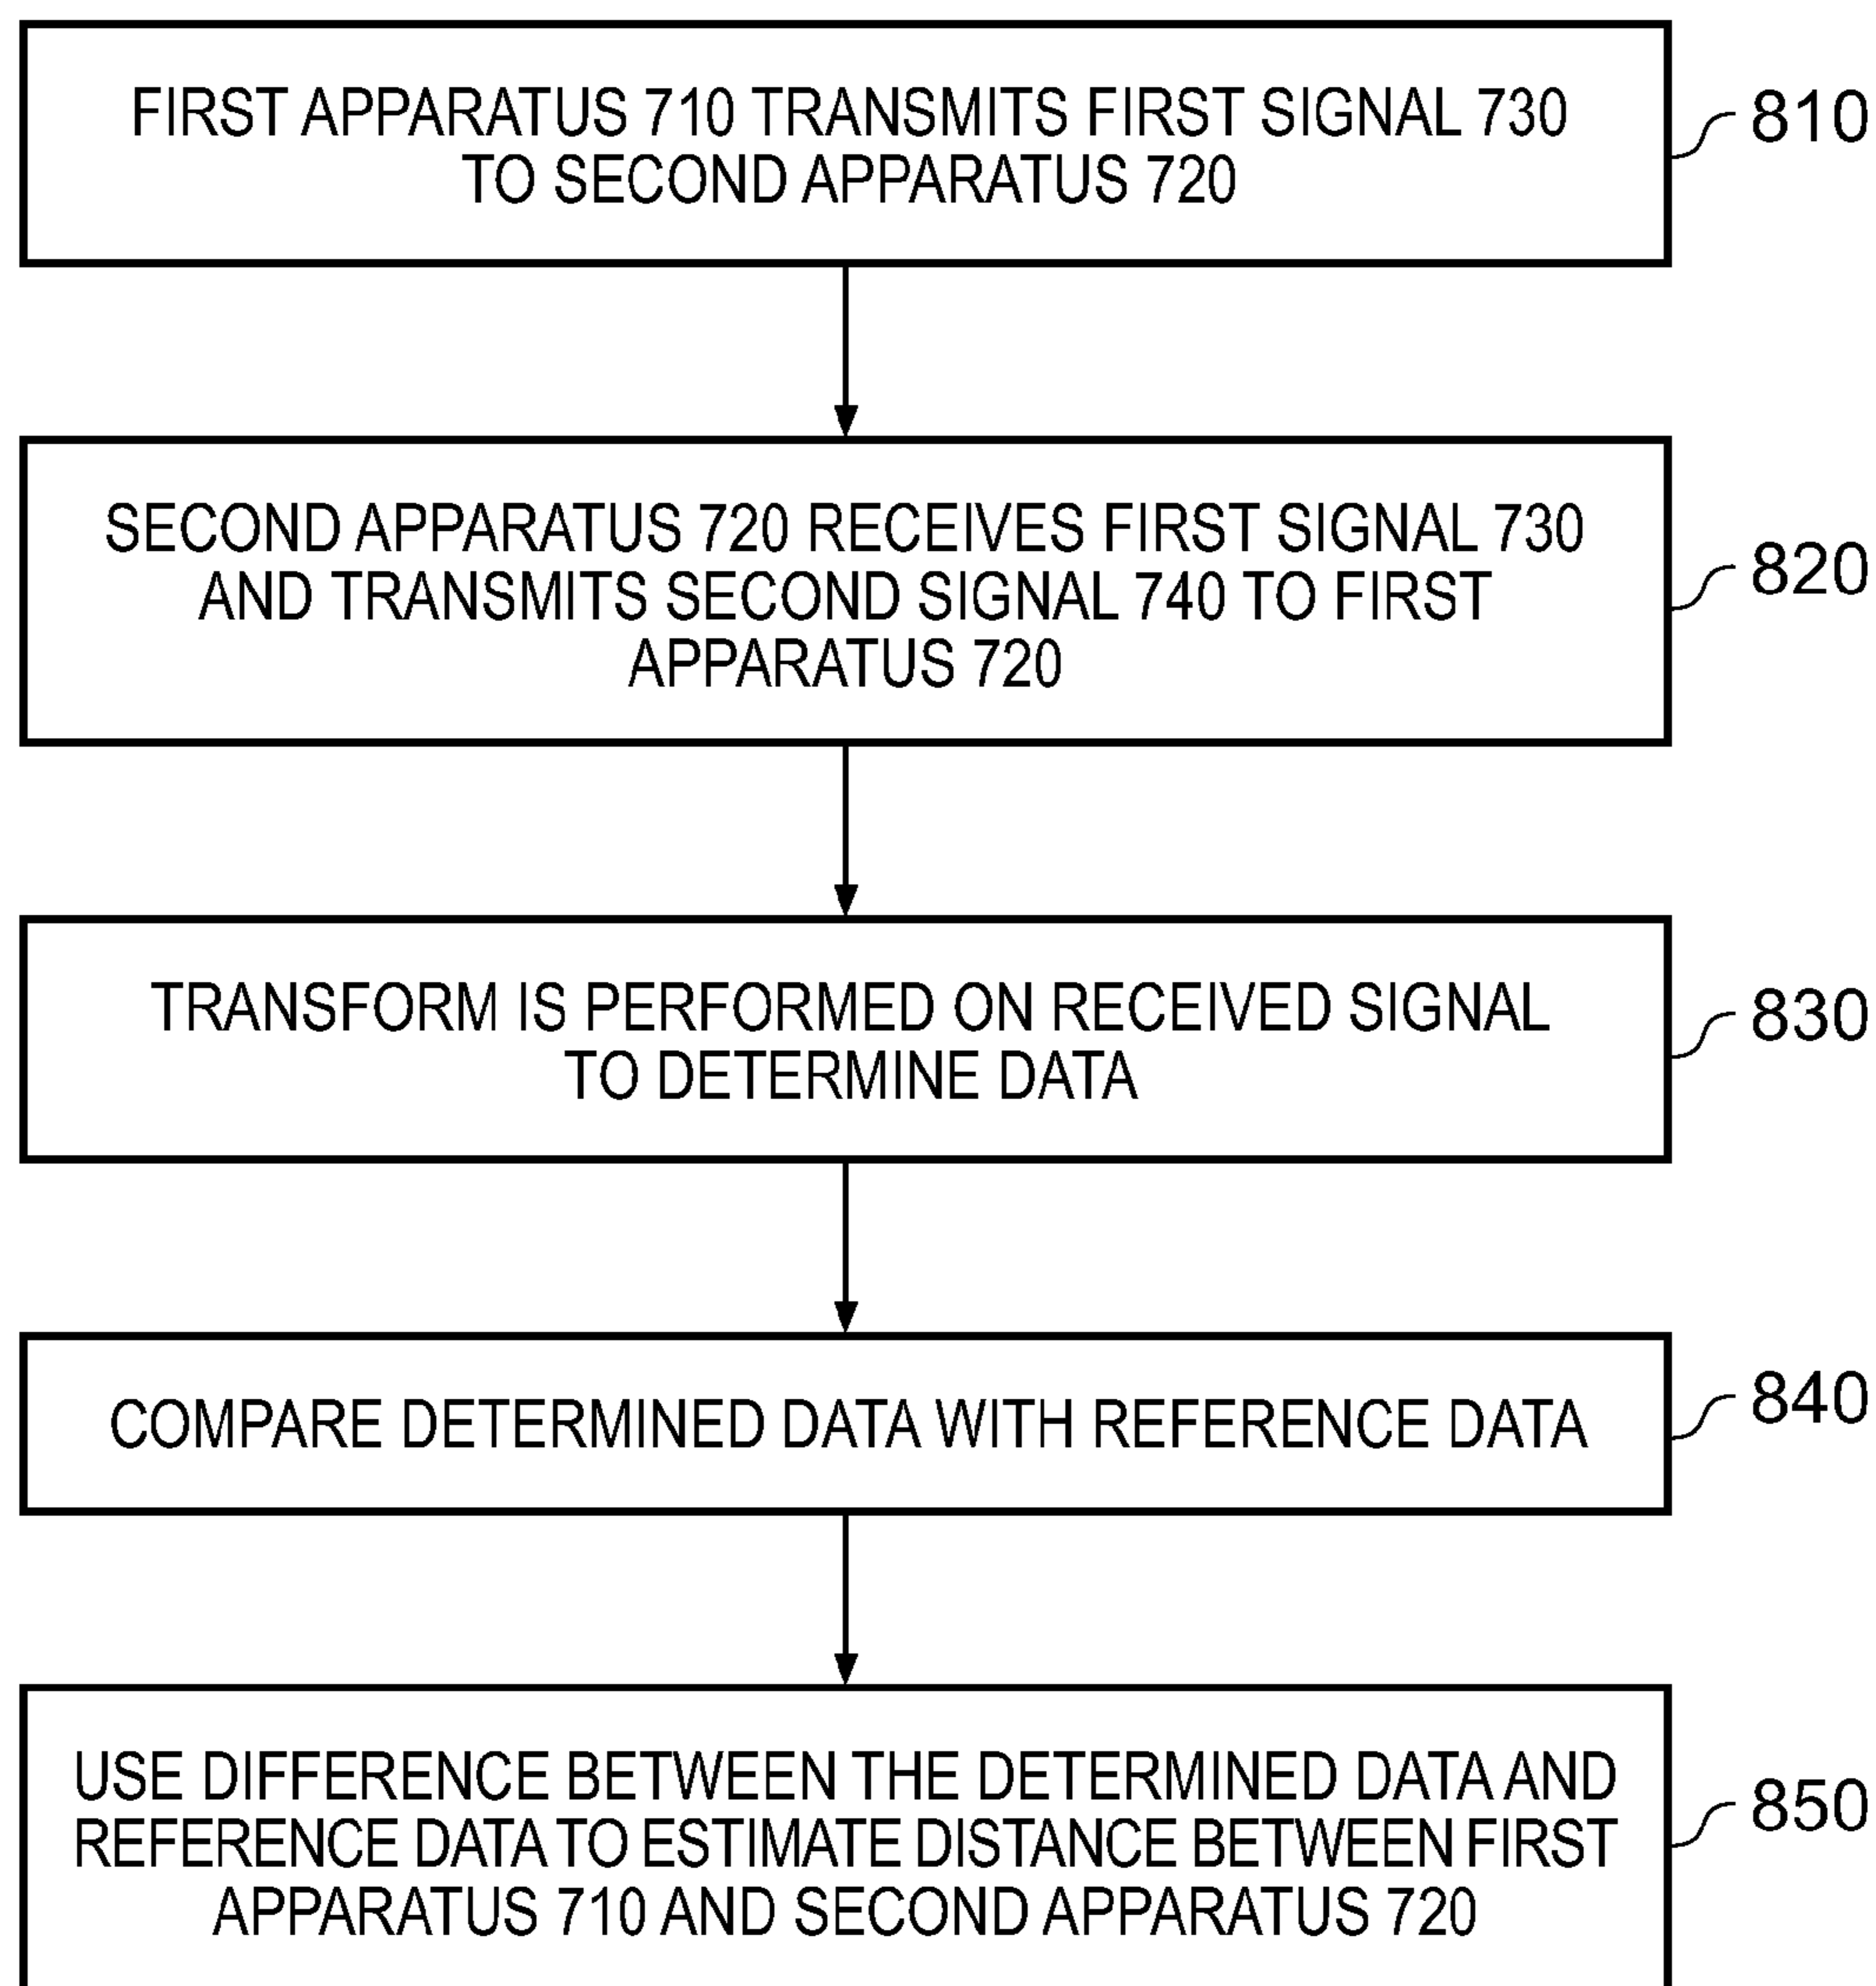 FIRST APPARATUS 710 TRANSMITS FIRST SIGNAL 730
TO SECOND APPARATUS 720
810
SECOND APPARATUS 720 RECEIVES FIRST SIGNAL 730
AND TRANSMITS SECOND SIGNAL 740 TO FIRST
APPARATUS 720
820
TRANSFORM IS PERFORMED ON RECEIVED SIGNAL
TO DETERMINE DATA
830
COMPARE DETERMINED DATA WITH REFERENCE DATA
840
USE DIFFERENCE BETWEEN THE DETERMINED DATA AND
REFERENCE DATA TO ESTIMATE DISTANCE BETWEEN FIRST
APPARATUS 710 AND SECOND APPARATUS 720
850